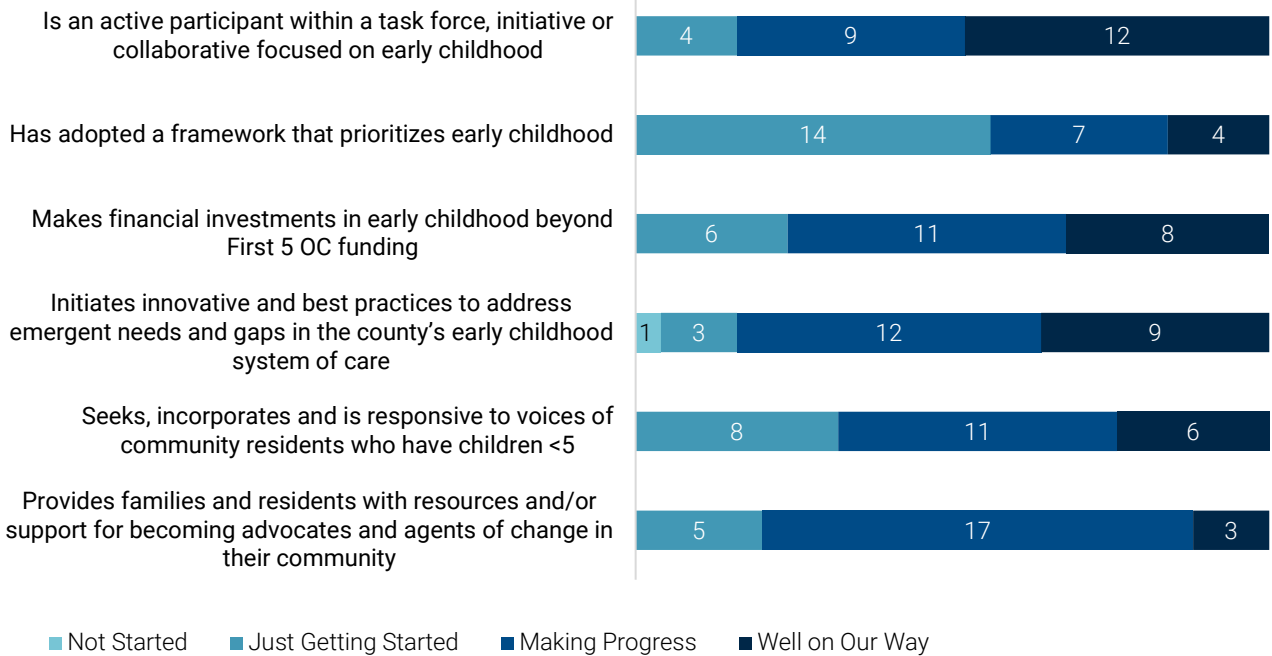 Is an active participant within a task force, initiative or
collaborative focused on early childhood
4 9 12
Has adopted a framework that prioritizes early childhood
14 7 4
Makes financial investments in early childhood beyond
First 5 OC funding
6 11 8
Initiates innovative and best practices to address
emergent needs and gaps in the county’s early childhood
system of care
1 3 12 9
Seeks, incorporates and is responsive to voices of
community residents who have children <5
8 11 6
Provides families and residents with resources and/or
support for becoming advocates and agents of change in
their community
5 17 3
Not Started Just Getting Started Making Progress Well on Our Way